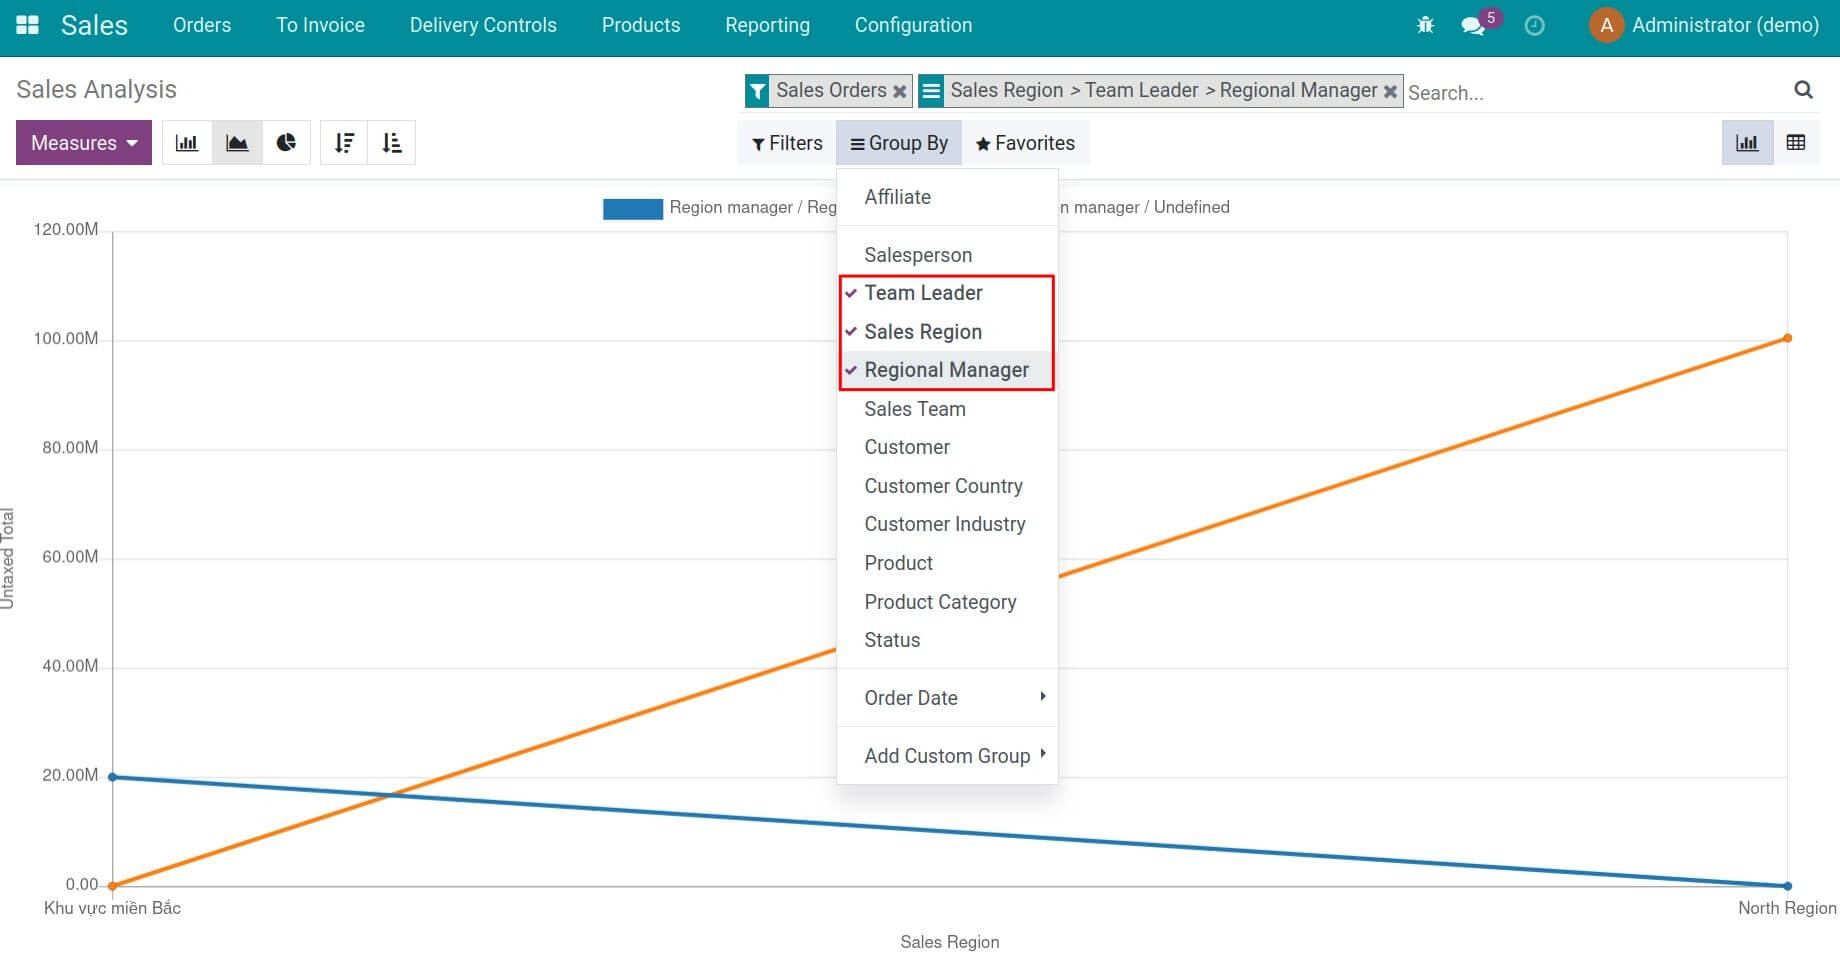 Sales Orders To Invoice Delivery Controls Products Reporting Configuration 5 A Administrator (demo)
Sales Analysis
Sales Orders Sales Region > Team Leader > Regional Manager Search...
Measures Filters Group By Favorites
Affiliate
Salesperson
Team Leader
Sales Region
Regional Manager
Sales Team
Customer
Customer Country
Customer Industry
Product
Product Category
Status
Order Date
Add Custom Group
Region manager / Reg
n manager / Undefined
120.00M
100.00M
80.00M
60.00M
40.00M
20.00M
0.00
Untaxed Total
Khu vực miền Bắc North Region
Sales Region